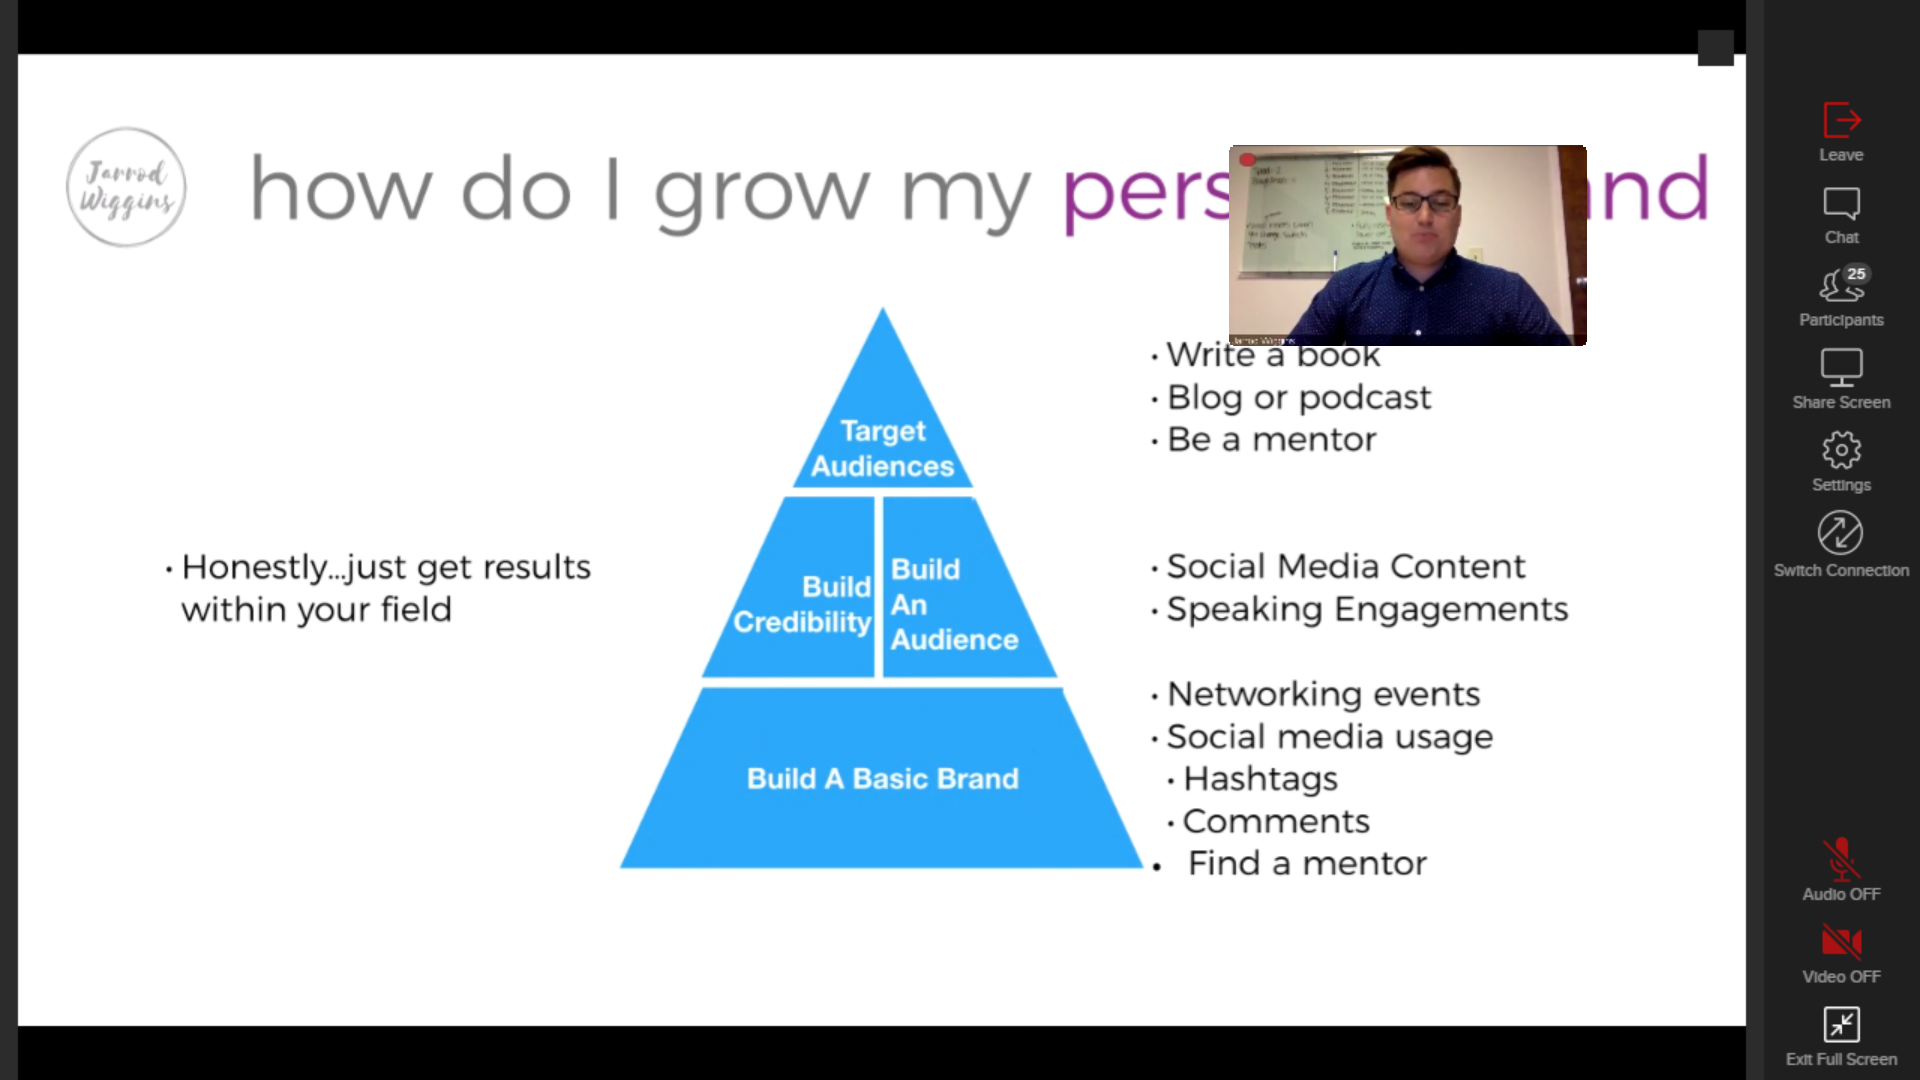 Jarrod
Wiggins
how do I grow my pers
nd
Target
Audiences
• Write a book
• Blog or podcast
• Be a mentor
• Honestly...just get results
within your field
Build
Credibility
Build
An
Audience
• Social Media Content
• Speaking Engagements
Build A Basic Brand
• Networking events
• Social media usage
• Hashtags
• Comments
• Find a mentor
Jarrod Wiggins
Leave
Chat
25
Participants
Share Screen
Settings
Switch Connection
Audio OFF
Video OFF
Exit Full Screen